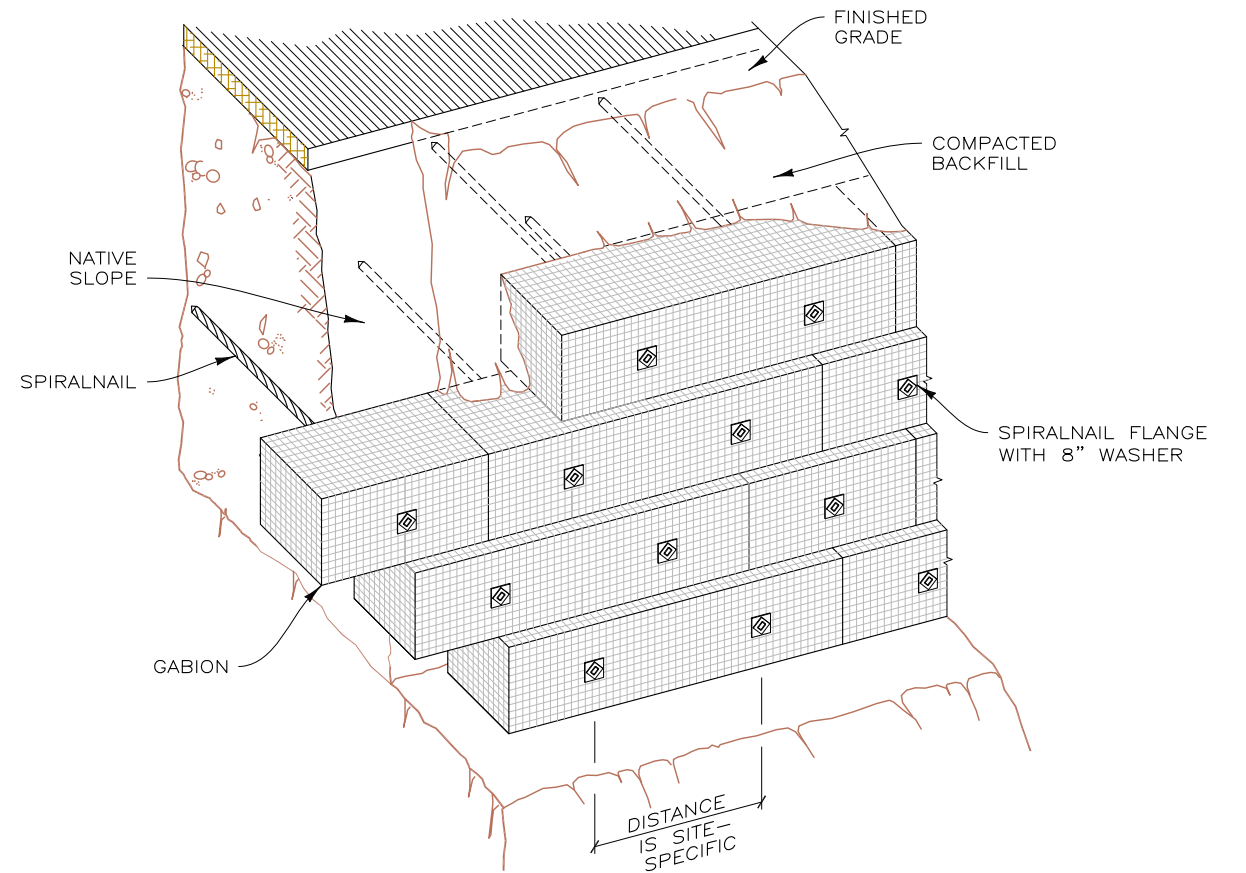 FINISHED
GRADE
COMPACTED
BACKFILL
NATIVE
SLOPE
SPIRALNAIL
SPIRALNAIL FLANGE
WITH 8” WASHER
GABION
DISTANCE
IS SITE–
SPECIFIC